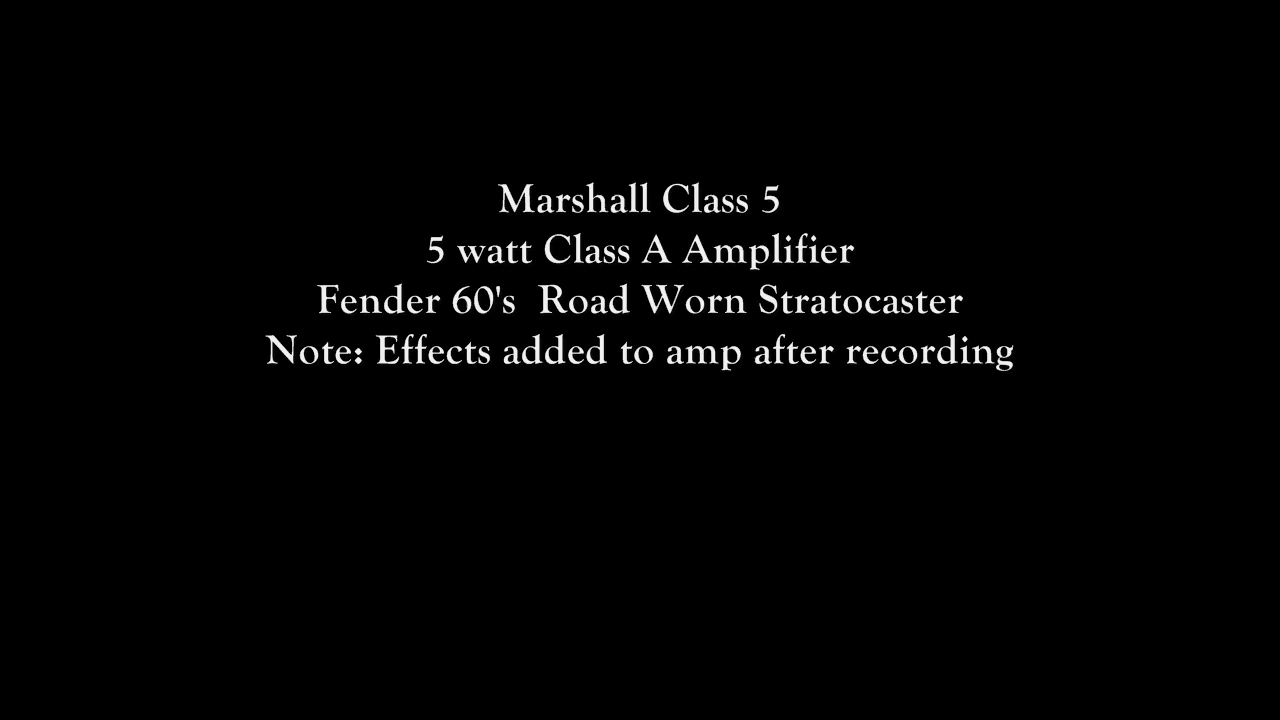 Marshall Class 5
5 watt Class A Amplifier
Fender 60's  Road Worn Stratocaster
Note: Effects added to amp after recording